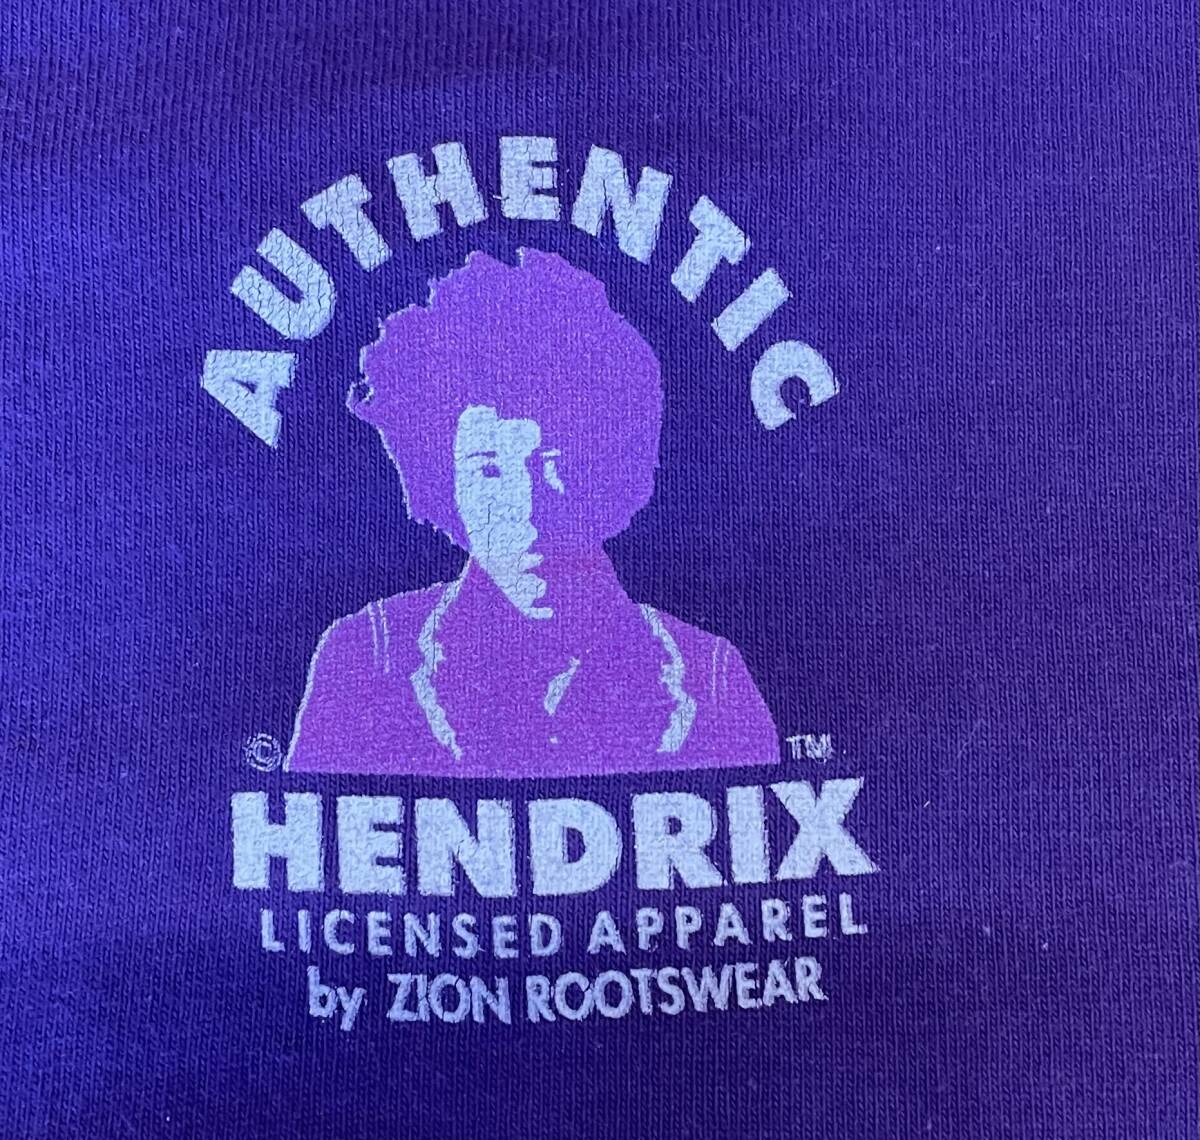 AUTHENTIC
© TM
HENDRIX
LICENSED APPAREL
by ZION ROOTSWEAR